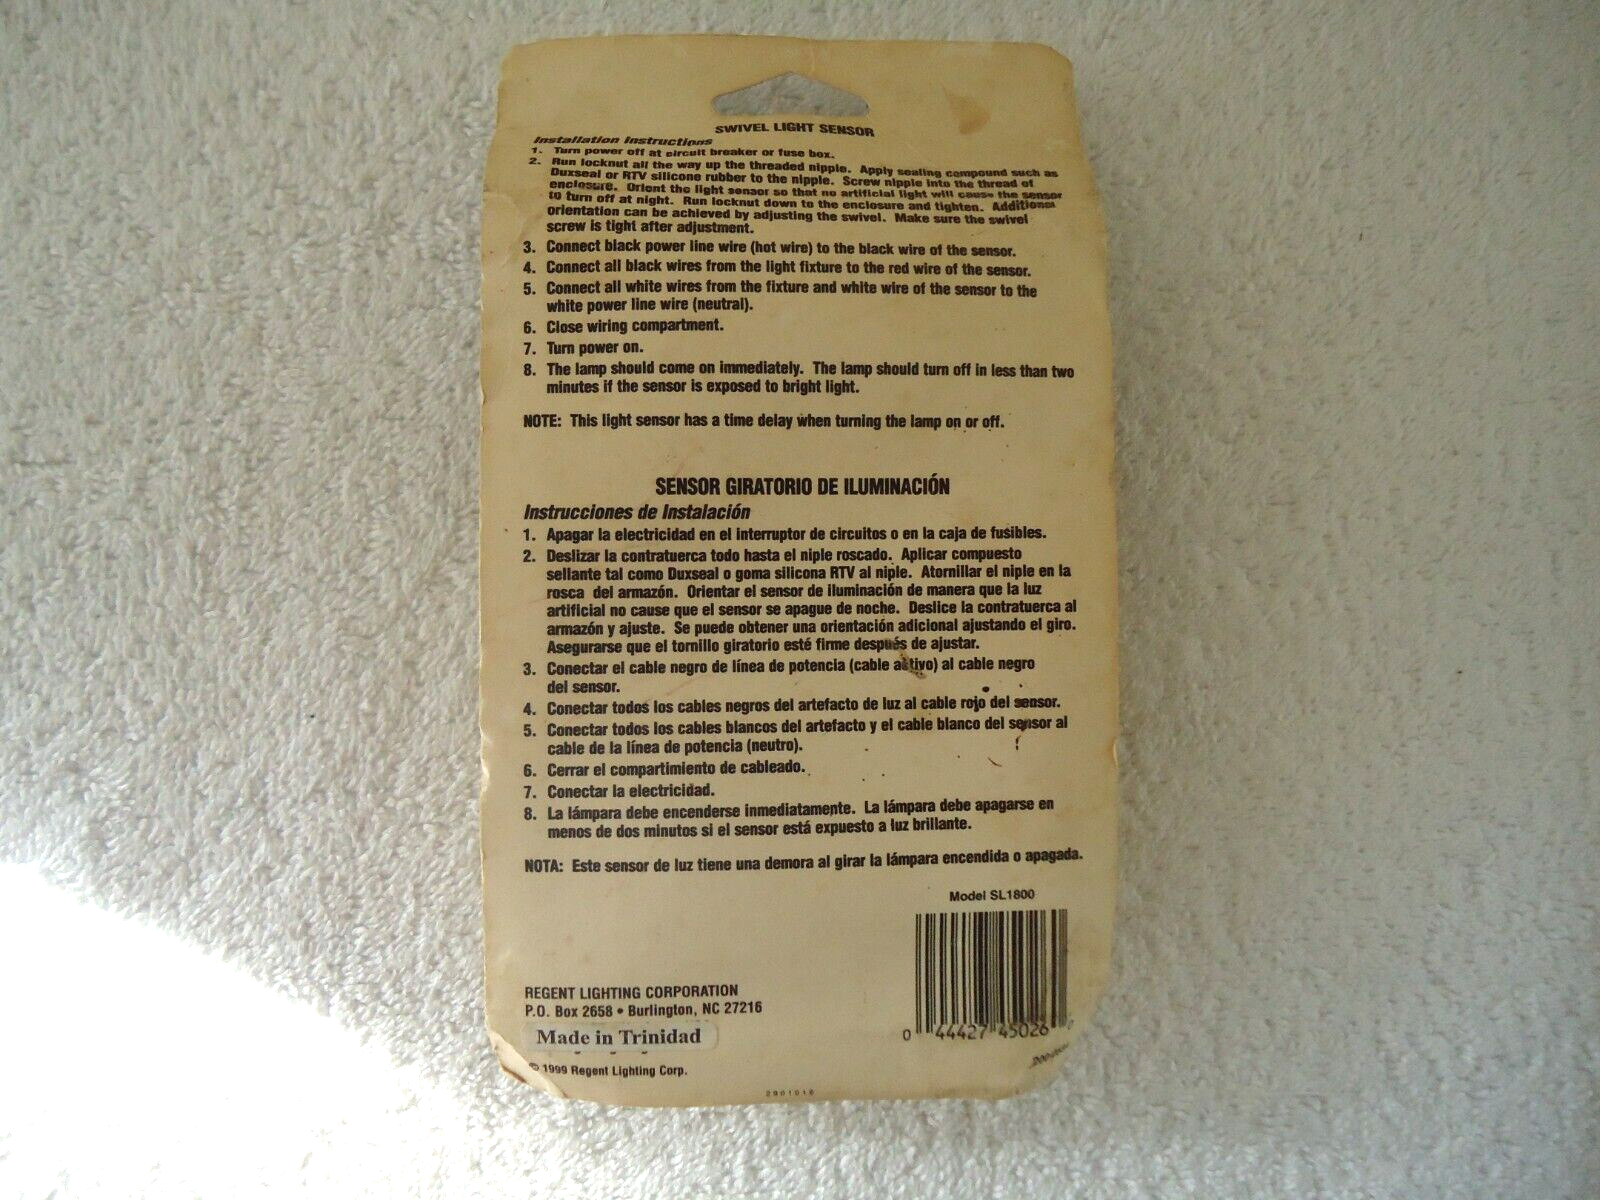 SWIVEL LIGHT SENSOR
Installation Instructions
1. Turn power off at circuit breaker or fuse box.
2. Run locknut all the way up the threaded nipple. Apply sealing compound such as
Duxseal or RTV silicone rubber to the nipple. Screw nipple into the thread of
enclosure. Orient the light sensor so that no artificial light will cause the sensor
to turn off at night. Run locknut down to the enclosure and tighten. Additional
orientation can be achieved by adjusting the swivel. Make sure the swivel
screw is tight after adjustment.
3. Connect black power line wire (hot wire) to the black wire of the sensor.
4. Connect all black wires from the light fixture to the red wire of the sensor.
5. Connect all white wires from the fixture and white wire of the sensor to the
white power line wire (neutral).
6. Close wiring compartment.
7. Turn power on.
8. The lamp should come on immediately. The lamp should turn off in less than two
minutes if the sensor is exposed to bright light.
NOTE: This light sensor has a time delay when turning the lamp on or off.
SENSOR GIRATORIO DE ILUMINACIÓN
Instrucciones de Instalación
1. Apagar la electricidad en el interruptor de circuitos o en la caja de fusibles.
2. Deslizar la contratuerca todo hasta el niple roscado. Aplicar compuesto
sellante tal como Duxseal o goma silicona RTV al niple. Atornillar el niple en la
rosca del armazón. Orientar el sensor de iluminación de manera que la luz
artificial no cause que el sensor se apague de noche. Deslice la contratuerca al
armazón y ajuste. Se puede obtener una orientación adicional ajustando el giro.
Asegurarse que el tornillo giratorio esté firme después de ajustar.
3. Conectar el cable negro de línea de potencia (cable activo) al cable negro
del sensor.
4. Conectar todos los cables negros del artefacto de luz al cable rojo del sensor.
5. Conectar todos los cables blancos del artefacto y el cable blanco del sensor al
cable de la línea de potencia (neutro).
6. Cerrar el compartimiento de cableado.
7. Conectar la electricidad.
8. La lámpara debe encenderse inmediatamente. La lámpara debe apagarse en
menos de dos minutos si el sensor está expuesto a luz brillante.
NOTA: Este sensor de luz tiene una demora al girar la lámpara encendida o apagada.
Model SL1800
REGENT LIGHTING CORPORATION
P.O. Box 2658 • Burlington, NC 27216
Made in Trinidad
0 44427 45026
© 1999 Regent Lighting Corp.
2901016